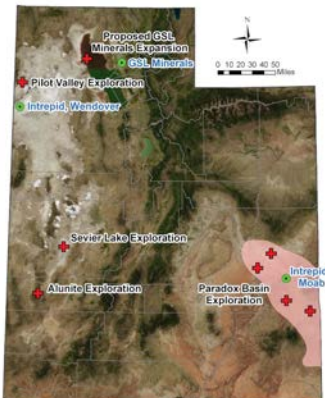 Proposed GSL
Minerals Expansion
GSL Minerals
Pilot Valley Exploration
Intrepid, Wendover
0 10 20 30 40 50
Miles
Sevier Lake Exploration
Alunite Exploration
Paradox Basin
Exploration
Intrepid
Moab